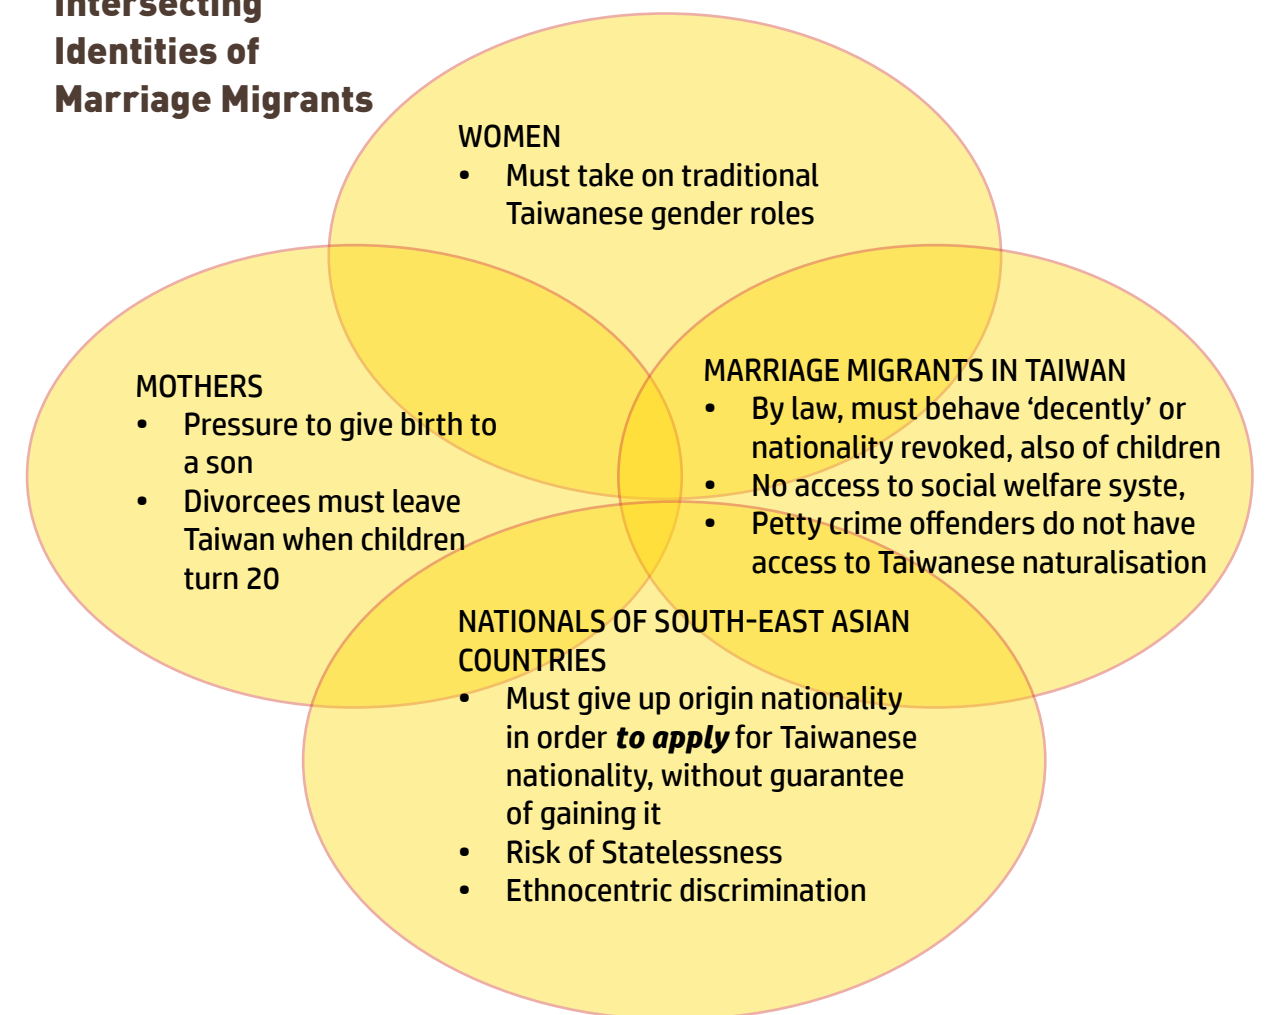 Intersecting
Identities of
Marriage Migrants
WOMEN
• Must take on traditional
Taiwanese gender roles
MOTHERS
• Pressure to give birth to
a son
• Divorcees must leave
Taiwan when children
turn 20
MARRIAGE MIGRANTS IN TAIWAN
• By law, must behave ‘decently’ or
nationality revoked, also of children
• No access to social welfare syste,
• Petty crime offenders do not have
access to Taiwanese naturalisation
NATIONALS OF SOUTH-EAST ASIAN
COUNTRIES
• Must give up origin nationality
in order to apply for Taiwanese
nationality, without guarantee
of gaining it
• Risk of Statelessness
• Ethnocentric discrimination